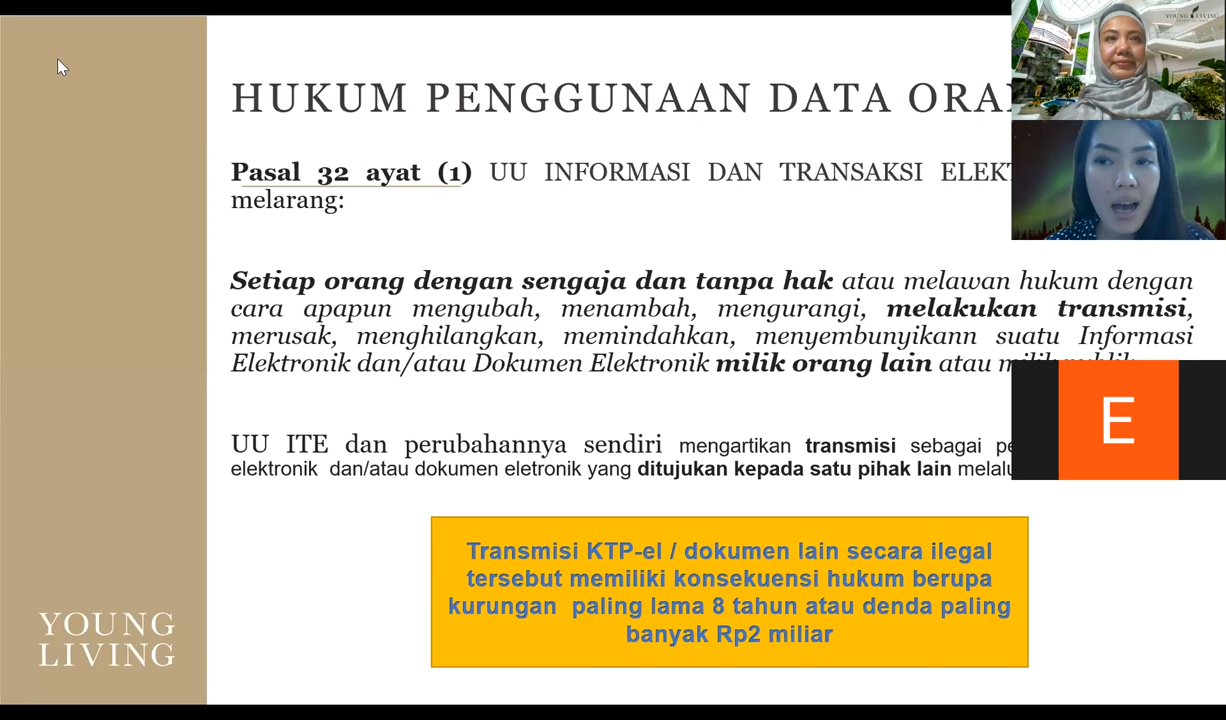 HUKUM PENGGUNAAN DATA
Pasal 32 ayat (1) UU INFORMASI DAN TRANSAKSI
melarang:
Setiap orang dengan sengaja dan tanpa hak atau melawan hukum dengan
cara apapun mengubah, menambah, mengurangi, melakukan transmisi,
merusak, menghilangkan, memindahkan, menyembunyikann suatu Informasi
Elektronik dan/atau Dokumen Elektronik milik orang lain atau
UU ITE dan perubahannya sendiri mengartikan transmisi sebagai
elektronik dan/atau dokumen eletronik yang ditujukan kepada satu pihak lain
Transmisi KTP-el / dokumen lain secara ilegal
tersebut memiliki konsekuensi hukum berupa
kurungan paling lama 8 tahun atau denda paling
banyak Rp2 miliar
YOUNG
LIVING
YOUNG LIVING
E